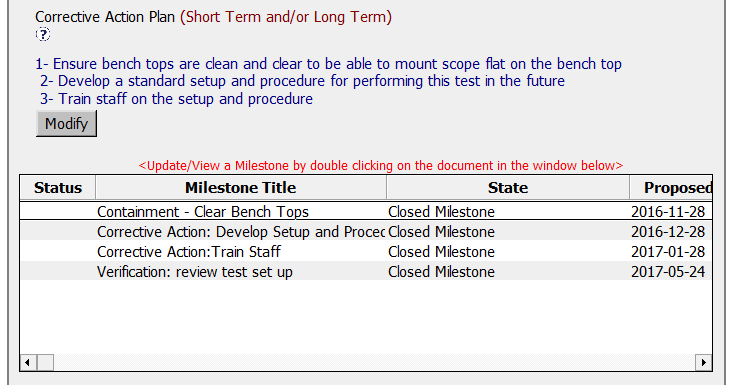 Corrective Action Plan (Short Term and/or Long Term)
?
1- Ensure bench tops are clean and clear to be able to mount scope flat on the bench top
2- Develop a standard setup and procedure for performing this test in the future
3- Train staff on the setup and procedure
Modify
<Update/View a Milestone by double clicking on the document in the window below>
Status Milestone Title State Proposed
Containment - Clear Bench Tops Closed Milestone 2016-11-28
Corrective Action: Develop Setup and Proced Closed Milestone 2016-12-28
Corrective Action:Train Staff Closed Milestone 2017-01-28
Verification: review test set up Closed Milestone 2017-05-24